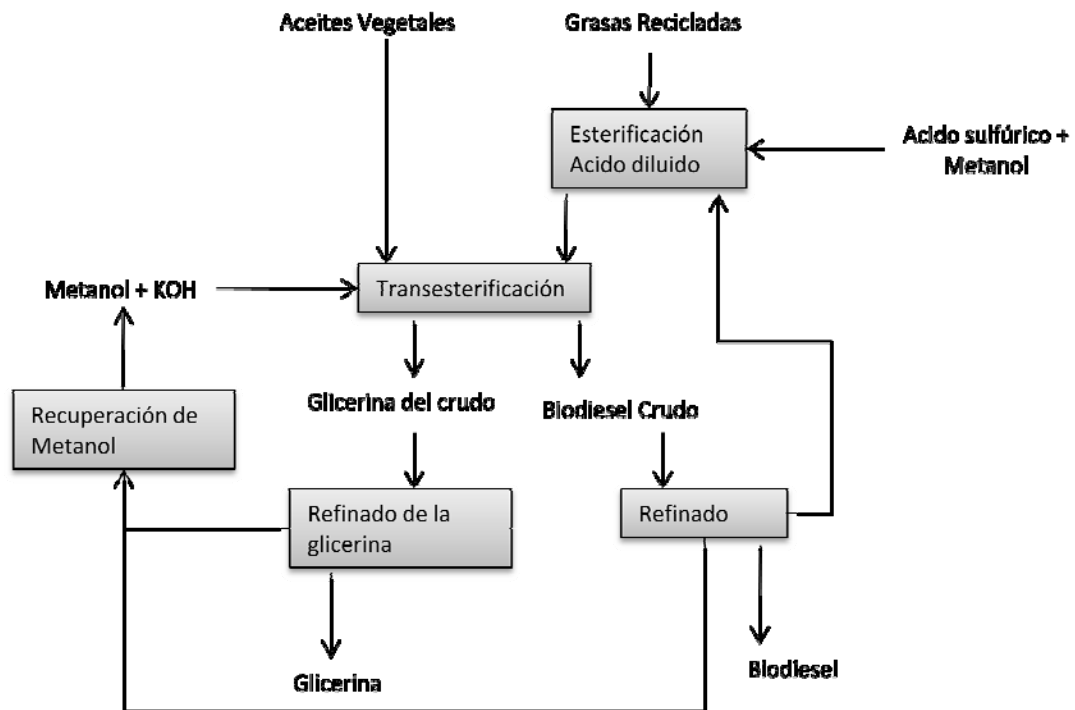 Aceites Vegetales
Grasas Recicladas
Esterificación
Acido diluido
Acido sulfúrico +
Metanol
Metanol + KOH
Transesterificación
Glicerina del crudo
Biodiesel Crudo
Recuperación de
Metanol
Refinado de la
glicerina
Refinado
Glicerina
Biodiesel